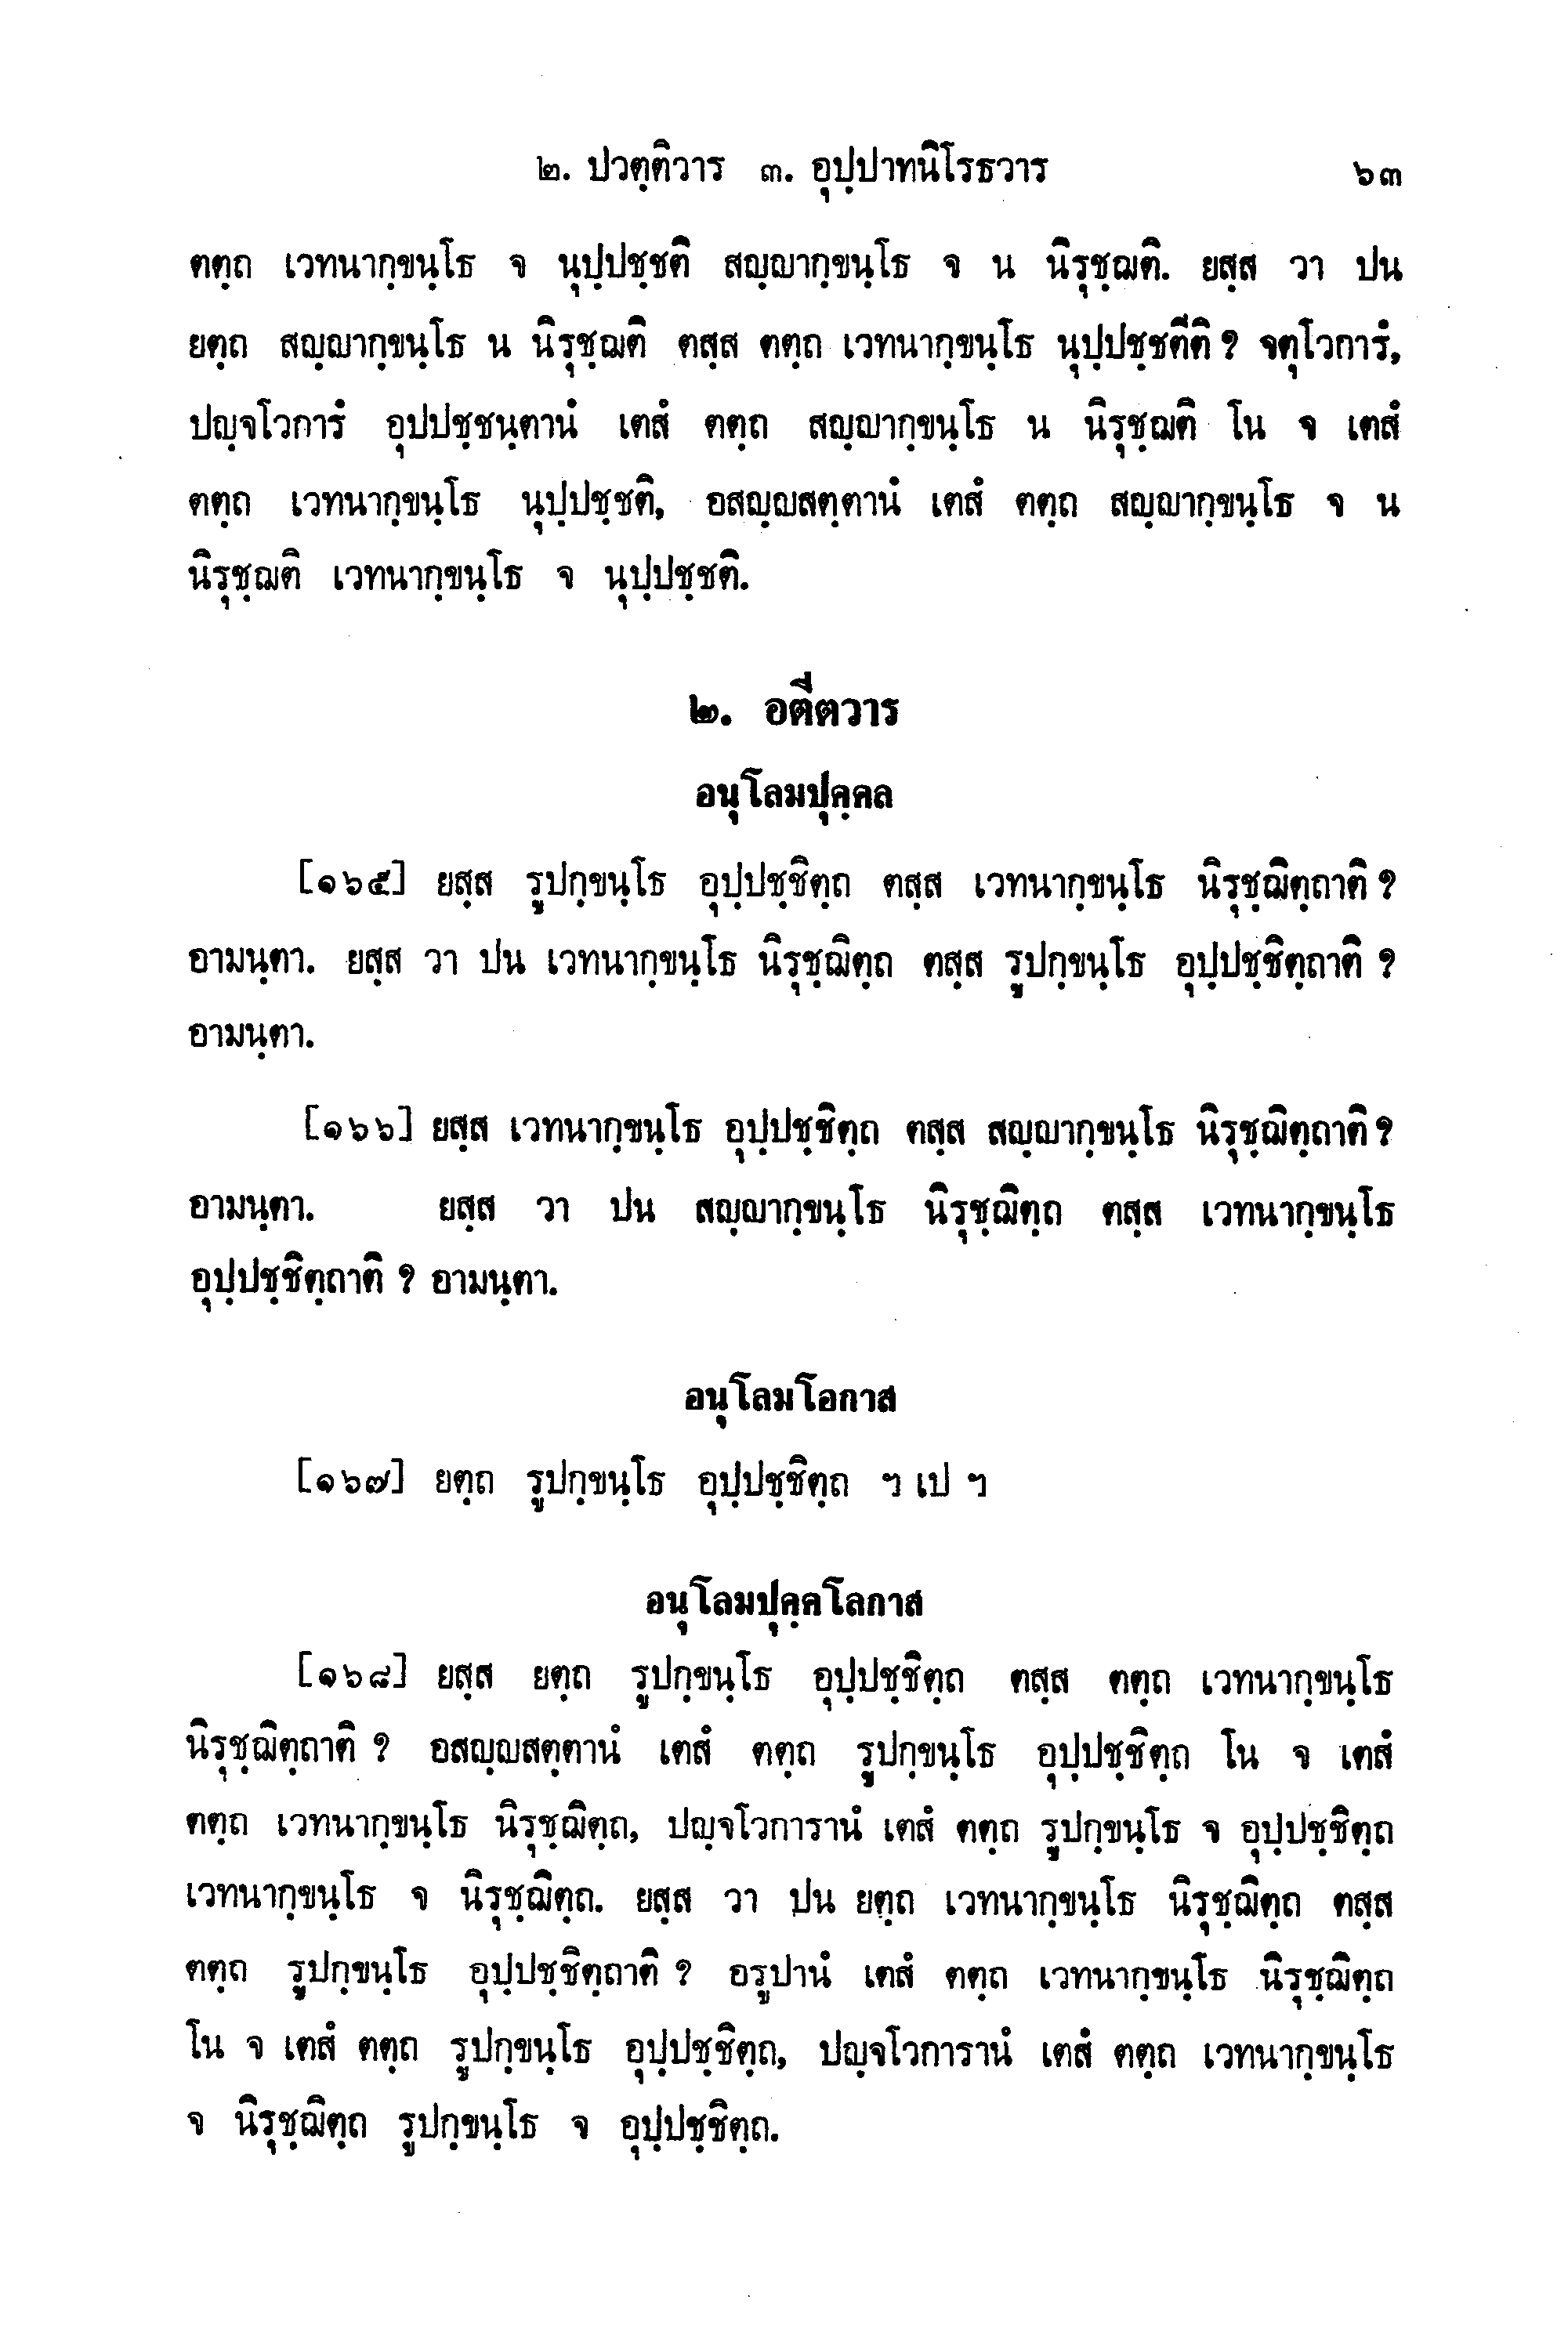 ๒. ปวตฺติวาร ๓. อุปฺปาทนิโรธวาร ๖๓
ตตฺถ เวทนากฺขนฺโธ จ นุปฺปชฺชติ สญฺญากฺขนฺโธ จ น นิรุชฺฌติ. ยสฺส วา ปน
ยตฺถ สญฺญากฺขนฺโธ น นิรุชฺฌติ ตสฺส ตตฺถ เวทนากฺขนฺโธ นุปฺปชฺชตีติ ? จตุโวการํ,
ปญฺจโวการํ อุปปชฺชนฺตานํ เตสํ ตตฺถ สญฺญากฺขนฺโธ น นิรุชฺฌติ โน จ เตสํ
ตตฺถ เวทนากฺขนฺโธ นุปฺปชฺชติ, อสญฺญสตฺตานํ เตสํ ตตฺถ สญฺญากฺขนฺโธ จ น
นิรุชฺฌติ เวทนากฺขนฺโธ จ นุปฺปชฺชติ.
๒. อตีตวาร
อนุโลมปุคฺคล
[๑๖๕] ยสฺส รูปกฺขนฺโธ อุปฺปชฺชิตฺถ ตสฺส เวทนากฺขนฺโธ นิรุชฺฌิตฺถาติ ?
อามนฺตา. ยสฺส วา ปน เวทนากฺขนฺโธ นิรุชฺฌิตฺถ ตสฺส รูปกฺขนฺโธ อุปฺปชฺชิตฺถาติ ?
อามนฺตา.
[๑๖๖] ยสฺส เวทนากฺขนฺโธ อุปฺปชฺชิตฺถ ตสฺส สญฺญากฺขนฺโธ นิรุชฺฌิตฺถาติ ?
อามนฺตา. ยสฺส วา ปน สญฺญากฺขนฺโธ นิรุชฺฌิตฺถ ตสฺส เวทนากฺขนฺโธ
อุปฺปชฺชิตฺถาติ ? อามนฺตา.
อนุโลมโอกาส
[๑๖๗] ยตฺถ รูปกฺขนฺโธ อุปฺปชฺชิตฺถ ฯ เป ฯ
อนุโลมปุคฺคโลกาส
[๑๖๘] ยสฺส ยตฺถ รูปกฺขนฺโธ อุปฺปชฺชิตฺถ ตสฺส ตตฺถ เวทนากฺขนฺโธ
นิรุชฺฌิตฺถาติ ? อสญฺญสตฺตานํ เตสํ ตตฺถ รูปกฺขนฺโธ อุปฺปชฺชิตฺถ โน จ เตสํ
ตตฺถ เวทนากฺขนฺโธ นิรุชฺฌิตฺถ, ปญฺจโวการานํ เตสํ ตตฺถ รูปกฺขนฺโธ จ อุปฺปชฺชิตฺถ
เวทนากฺขนฺโธ จ นิรุชฺฌิตฺถ. ยสฺส วา ปน ยตฺถ เวทนากฺขนฺโธ นิรุชฺฌิตฺถ ตสฺส
ตตฺถ รูปกฺขนฺโธ อุปฺปชฺชิตฺถาติ ? อรูปานํ เตสํ ตตฺถ เวทนากฺขนฺโธ นิรุชฺฌิตฺถ
โน จ เตสํ ตตฺถ รูปกฺขนฺโธ อุปฺปชฺชิตฺถ, ปญฺจโวการานํ เตสํ ตตฺถ เวทนากฺขนฺโธ
จ นิรุชฺฌิตฺถ รูปกฺขนฺโธ จ อุปฺปชฺชิตฺถ.